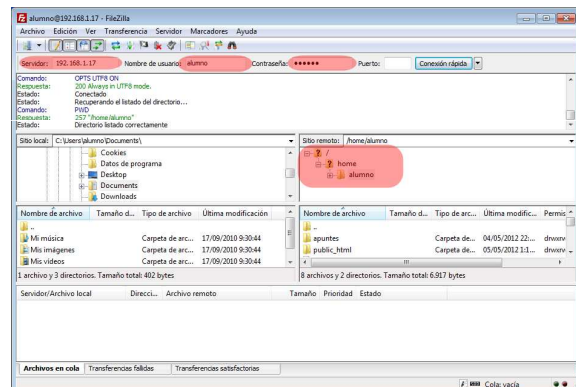 alumno@192.168.1.17 - FileZilla
Archivo Edición Ver Transferencia Servidor Marcadores Ayuda
Servidor: 192.168.1.17 Nombre de usuario: alumno Contraseña: •••••• Puerto: Conexión rápida
Comando: OPTS UTF8 ON
Respuesta: 200 Always in UTF8 mode.
Estado: Conectado
Estado: Recuperando el listado del directorio...
Comando: PWD
Respuesta: 257 "/home/alumno"
Estado: Directorio listado correctamente
Sitio local: C:\Users\alumno\Documents\
Cookies
Datos de programa
Desktop
Documents
Downloads
Sitio remoto: /home/alumno
/
home
alumno
Nombre de archivo Tamaño d... Tipo de archivo Última modificación
..
Mi música Carpeta de arc... 17/09/2010 9:30:44
Mis imágenes Carpeta de arc... 17/09/2010 9:30:44
Mis vídeos Carpeta de arc... 17/09/2010 9:30:44
1 archivo y 3 directorios. Tamaño total: 402 bytes
Nombre de archivo Tamaño d... Tipo de arc... Última modific... Permis
..
apuntes Carpeta de... 04/05/2012 22:... drwxrw
public_html Carpeta de... 05/05/2012 1:1... drwxrw
8 archivos y 2 directorios. Tamaño total: 6.917 bytes
Servidor/Archivo local Direcci... Archivo remoto Tamaño Prioridad Estado
Archivos en cola Transferencias fallidas Transferencias satisfactorias
Cola: vacía